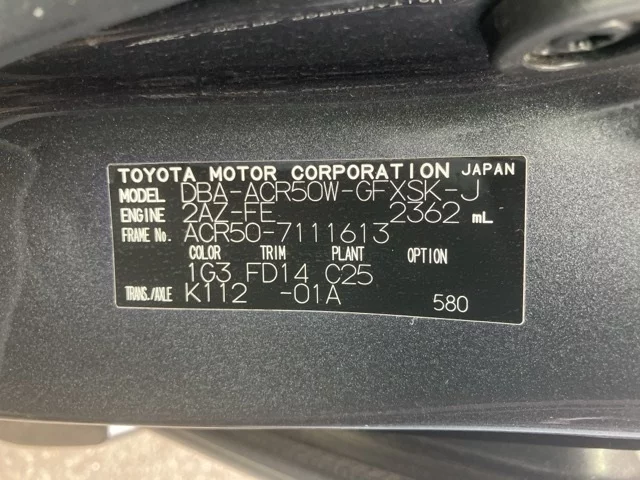 TOYOTA MOTOR CORPORATION JAPAN
MODEL DBA-ACR50W-GFXSK-J
ENGINE 2AZ-FE 2362 mL
FRAME No. ACR50-7111613
COLOR TRIM PLANT OPTION
1G3 FD14 C25
TRANS./AXLE K112 -01A 580